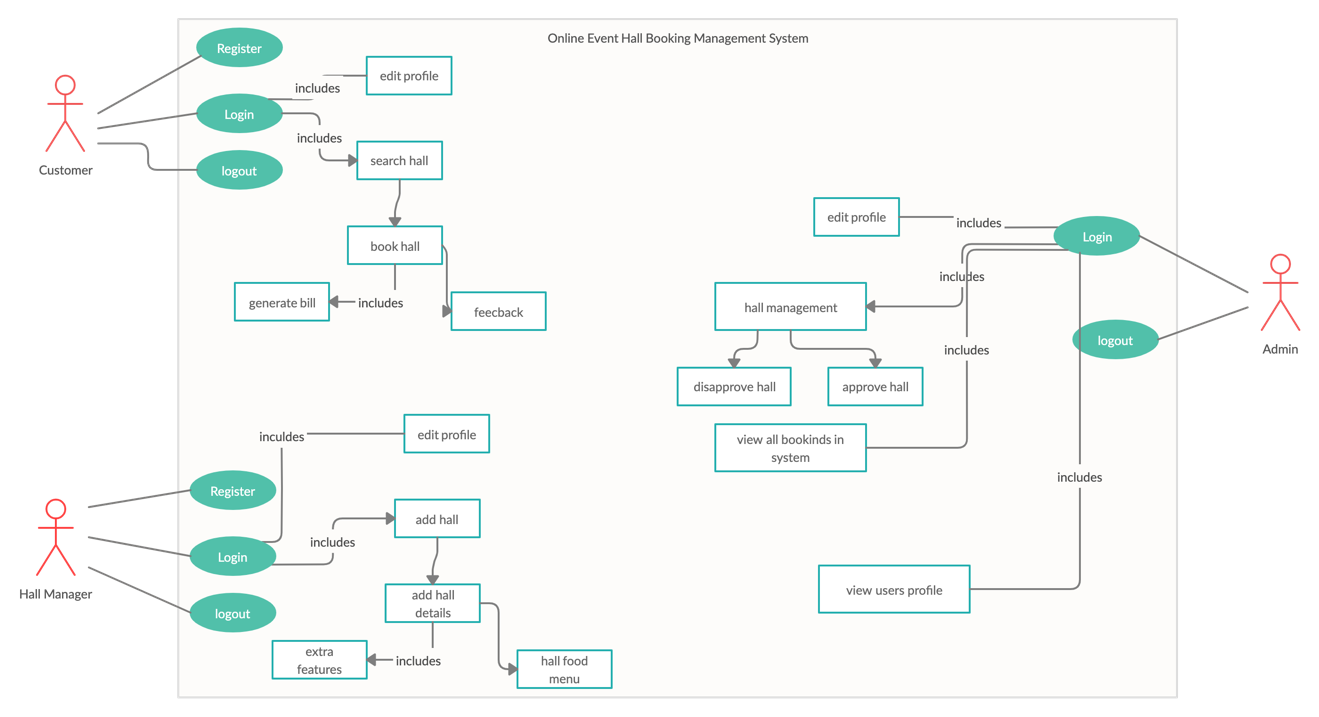 Online Event Hall Booking Management System
Register
edit profile
includes
Login
includes
search hall
logout
Customer
book hall
generate bill
includes
feecback
edit profile
includes
Login
includes
hall management
includes
logout
Admin
disapprove hall
approve hall
view all bookinds in
system
includes
view users profile
inculdes
edit profile
Register
Hall Manager
add hall
includes
Login
add hall
details
logout
extra
features
includes
hall food
menu